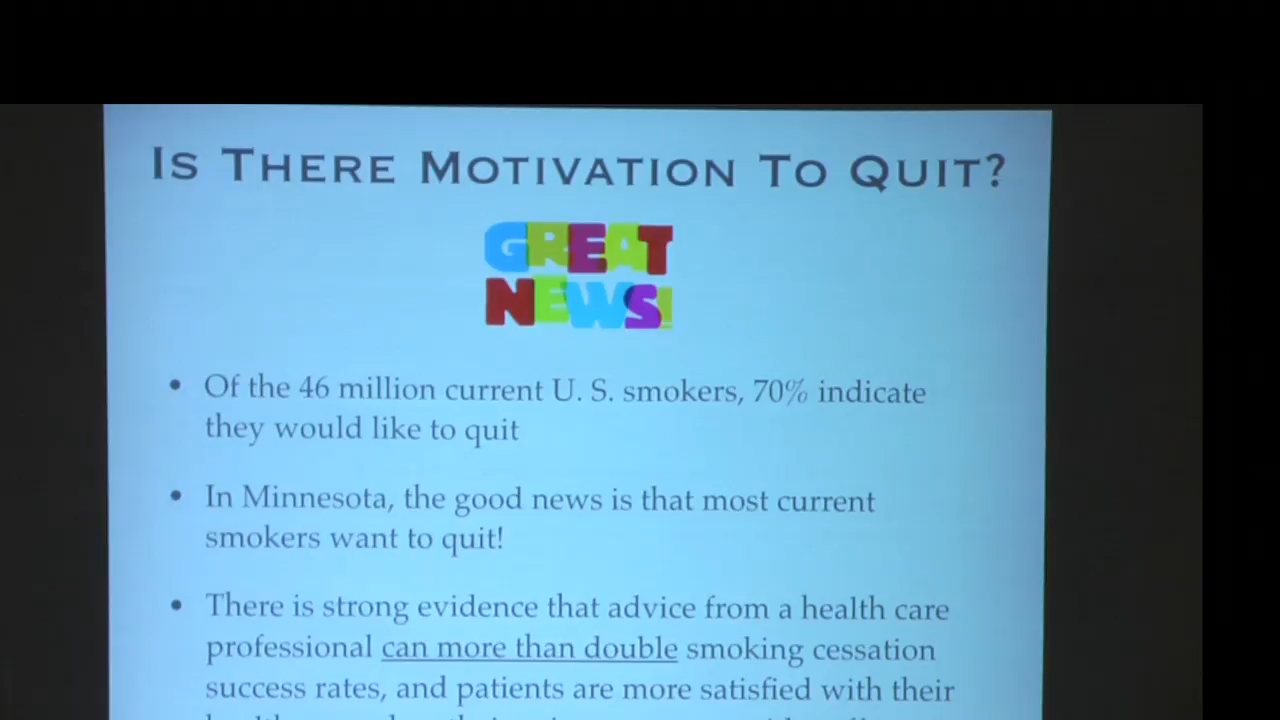 Is There Motivation To Quit?
GREAT
NEWS!
• Of the 46 million current U. S. smokers, 70% indicate
they would like to quit
• In Minnesota, the good news is that most current
smokers want to quit!
• There is strong evidence that advice from a health care
professional can more than double smoking cessation
success rates, and patients are more satisfied with their